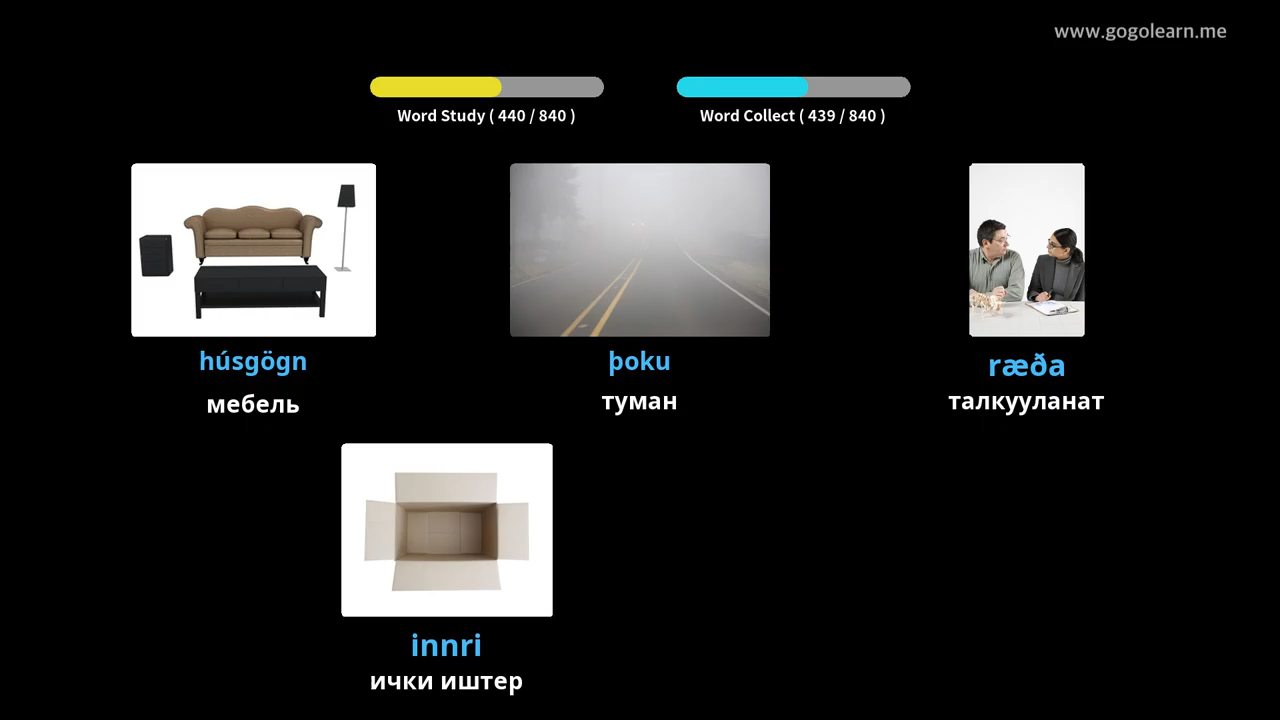 www.gogolearn.me
Word Study ( 440 / 840 )
Word Collect ( 439 / 840 )
húsgögn
þoku
ræða
мебель
туман
талкууланат
innri
ички иштер